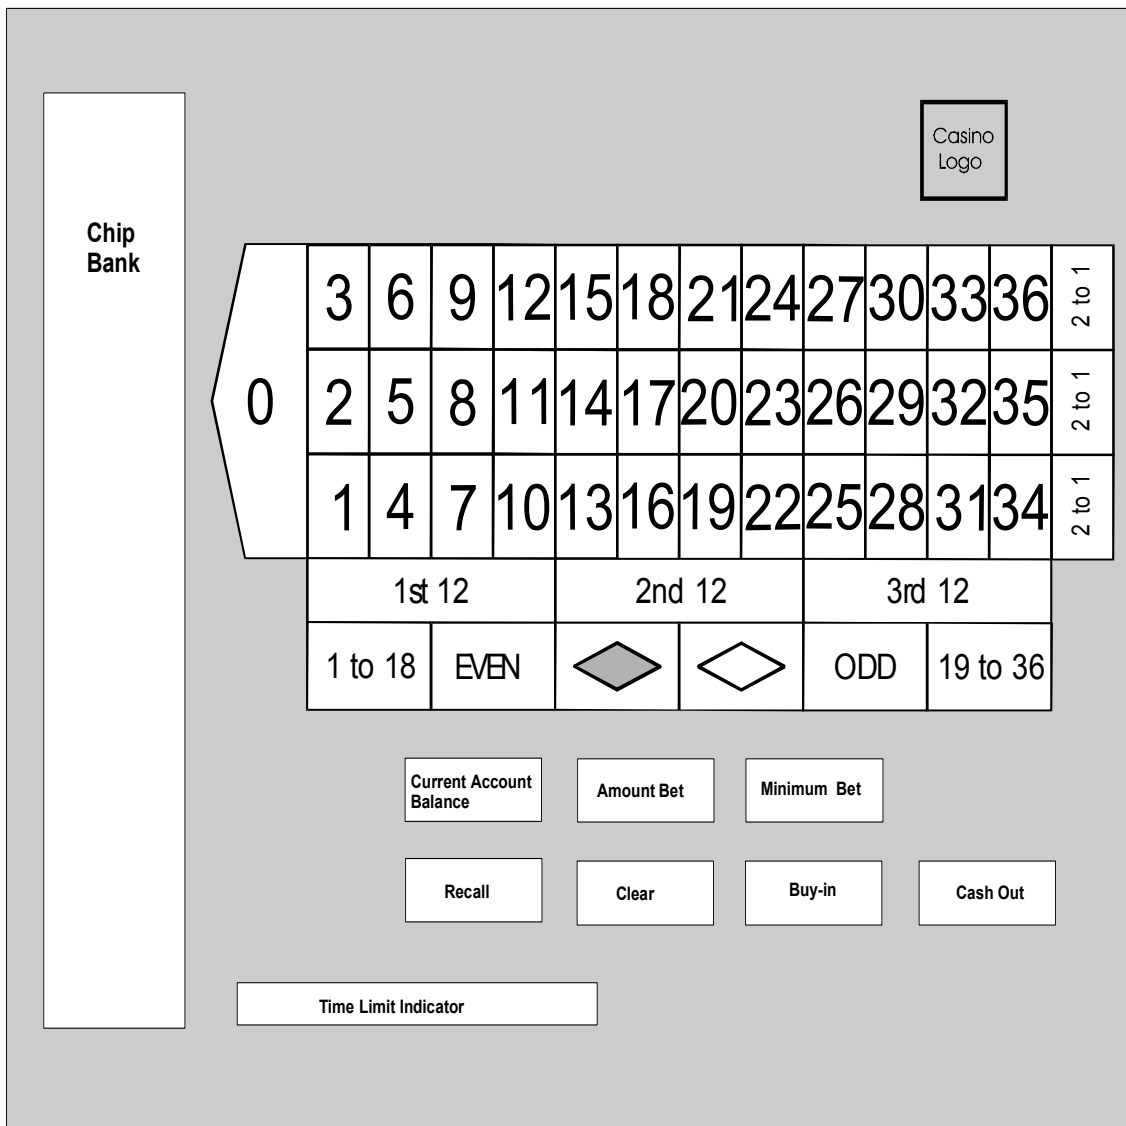 Casino
Logo
Chip
Bank
3 6 9 12 15 18 21 24 27 30 33 36 2 to 1
0 2 5 8 11 14 17 20 23 26 29 32 35 2 to 1
1 4 7 10 13 16 19 22 25 28 31 34 2 to 1
1st 12 2nd 12 3rd 12
1 to 18 EVEN ODD 19 to 36
Current Account
Balance
Amount Bet
Minimum Bet
Recall
Clear
Buy-in
Cash Out
Time Limit Indicator